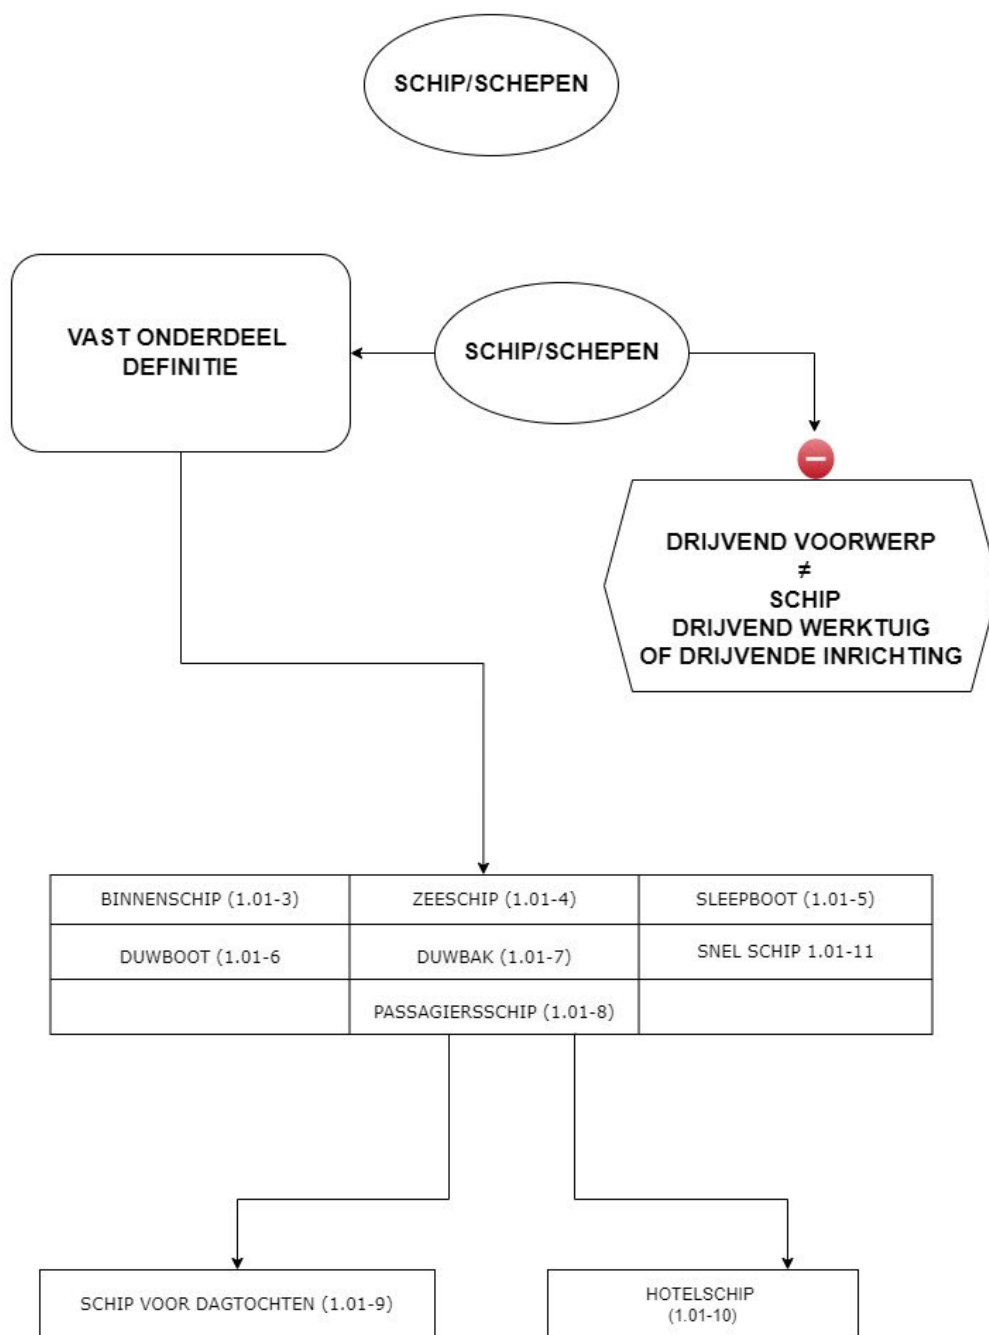 SCHIP/SCHEPEN
VAST ONDERDEEL
DEFINITIE
SCHIP/SCHEPEN
DRIJVEND VOORWERP
≠
SCHIP
DRIJVEND WERKTUIG
OF DRIJVENDE INRICHTING
BINNENSCHIP (1.01-3)
ZEESCHIP (1.01-4)
SLEEPBOOT (1.01-5)
DUWBOOT (1.01-6
DUWBAK (1.01-7)
SNEL SCHIP 1.01-11
PASSAGIERSSCHIP (1.01-8)
SCHIP VOOR DAGTOCHTEN (1.01-9)
HOTELSCHIP
(1.01-10)